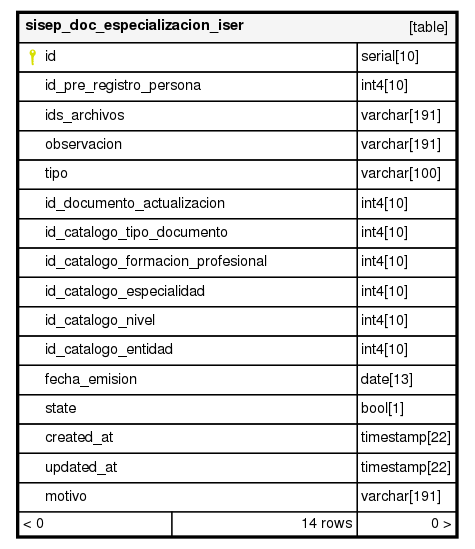 sisep_doc_especializacion_iser [table]
id serial[10]
id_pre_registro_persona int4[10]
ids_archivos varchar[191]
observacion varchar[191]
tipo varchar[100]
id_documento_actualizacion int4[10]
id_catalogo_tipo_documento int4[10]
id_catalogo_formacion_profesional int4[10]
id_catalogo_especialidad int4[10]
id_catalogo_nivel int4[10]
id_catalogo_entidad int4[10]
fecha_emision date[13]
state bool[1]
created_at timestamp[22]
updated_at timestamp[22]
motivo varchar[191]
< 0 14 rows 0 >